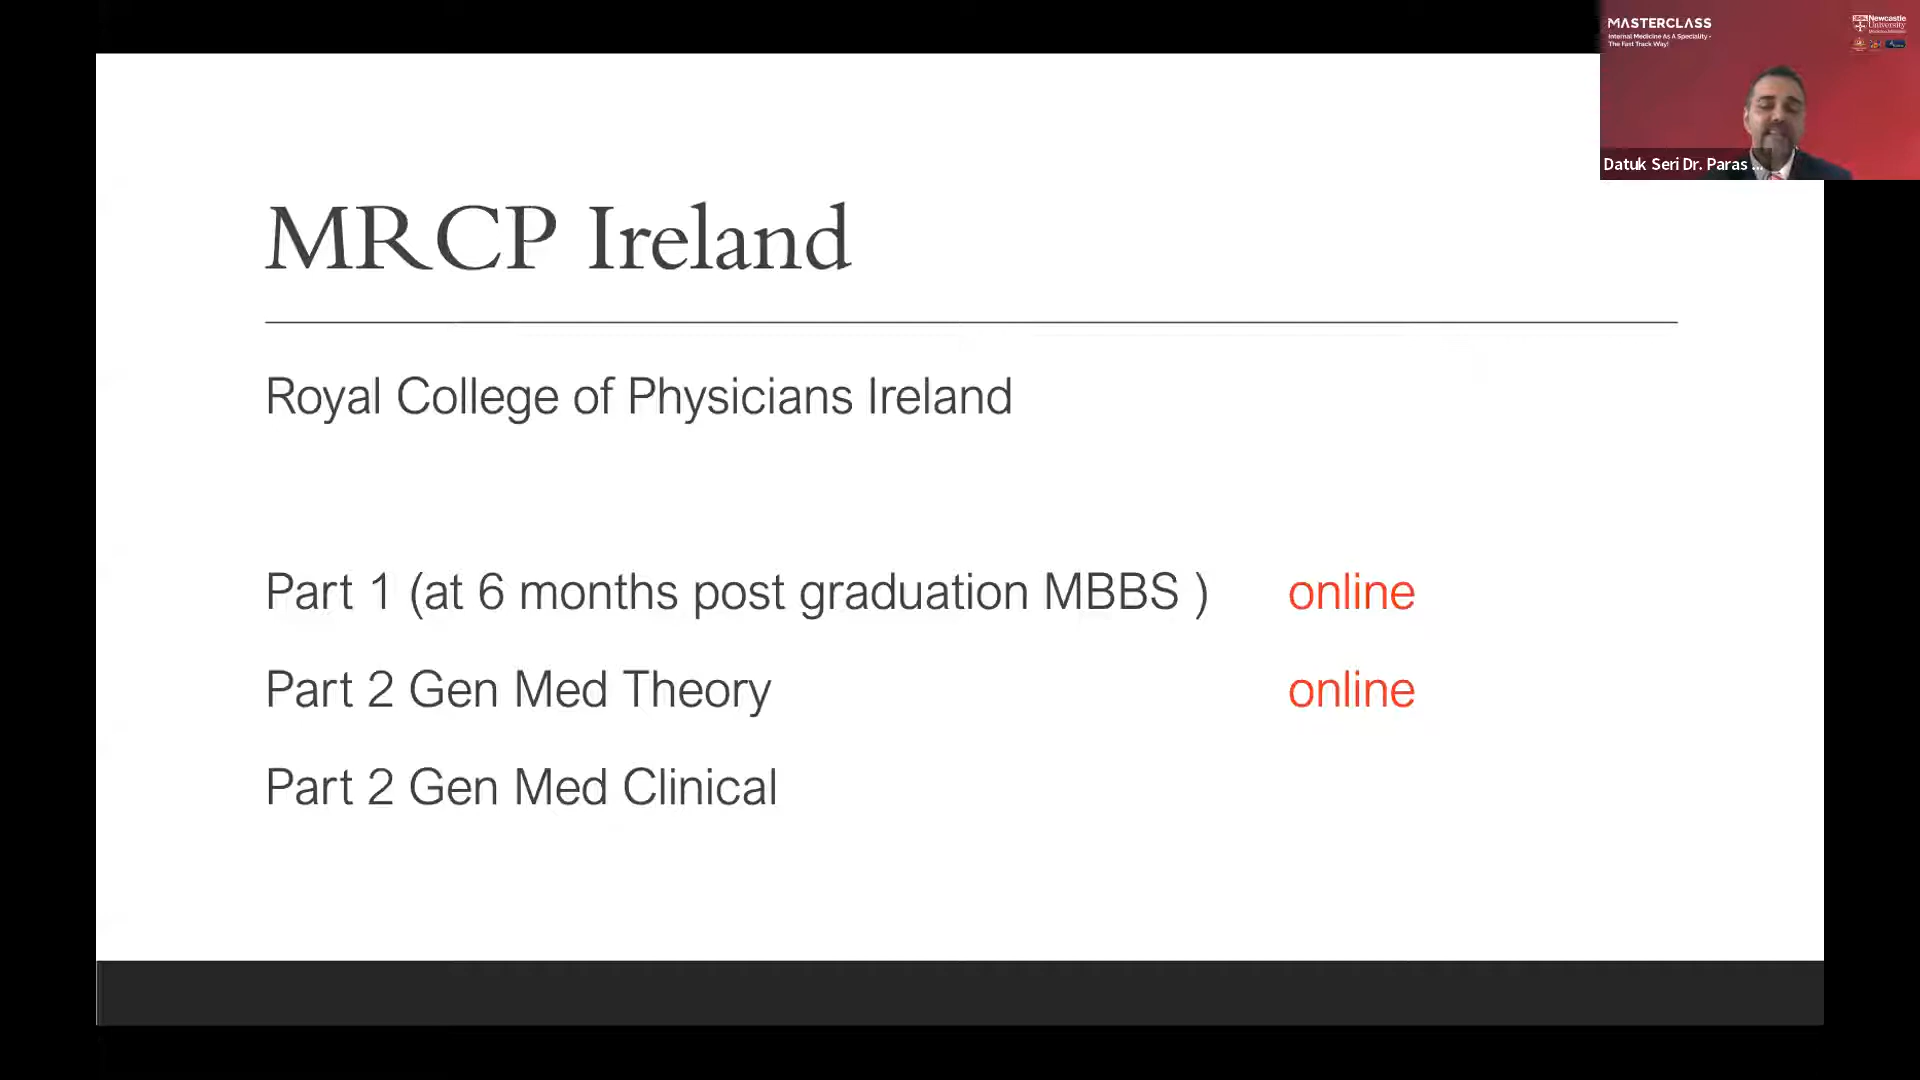 MASTERCLASS
Internal Medicine As A Speciality -
The Fast Track Way!
Newcastle
University
Datuk Seri Dr. Paras ...
MRCP Ireland
Royal College of Physicians Ireland
Part 1 (at 6 months post graduation MBBS ) online
Part 2 Gen Med Theory online
Part 2 Gen Med Clinical